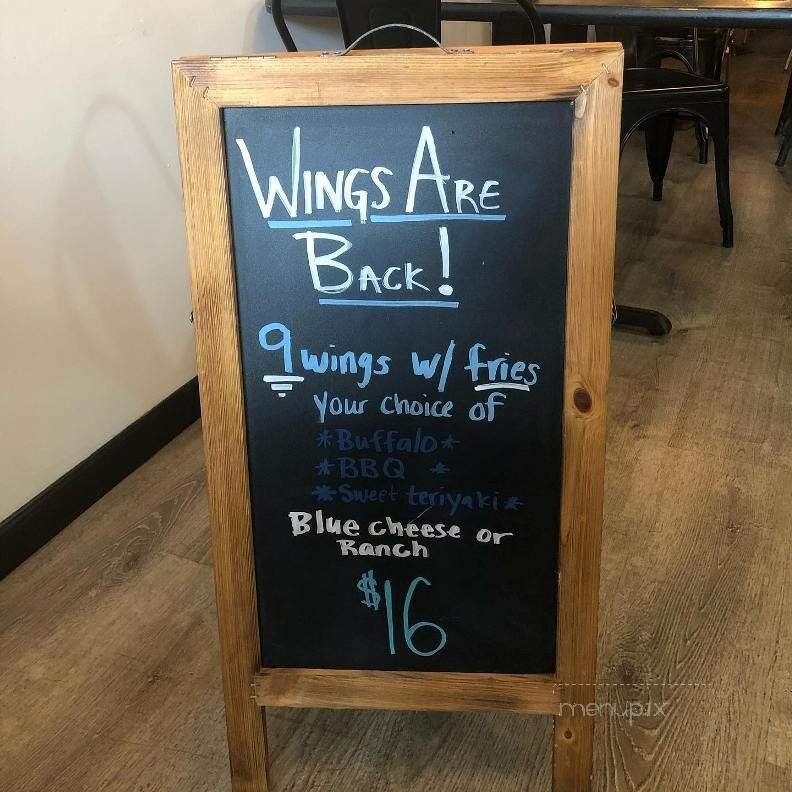 Wings Are
Back!
9 wings w/ fries
Your choice of
*Buffalo*
*BBQ *
*Sweet teriyaki*
Blue cheese or
Ranch
$16
menupix